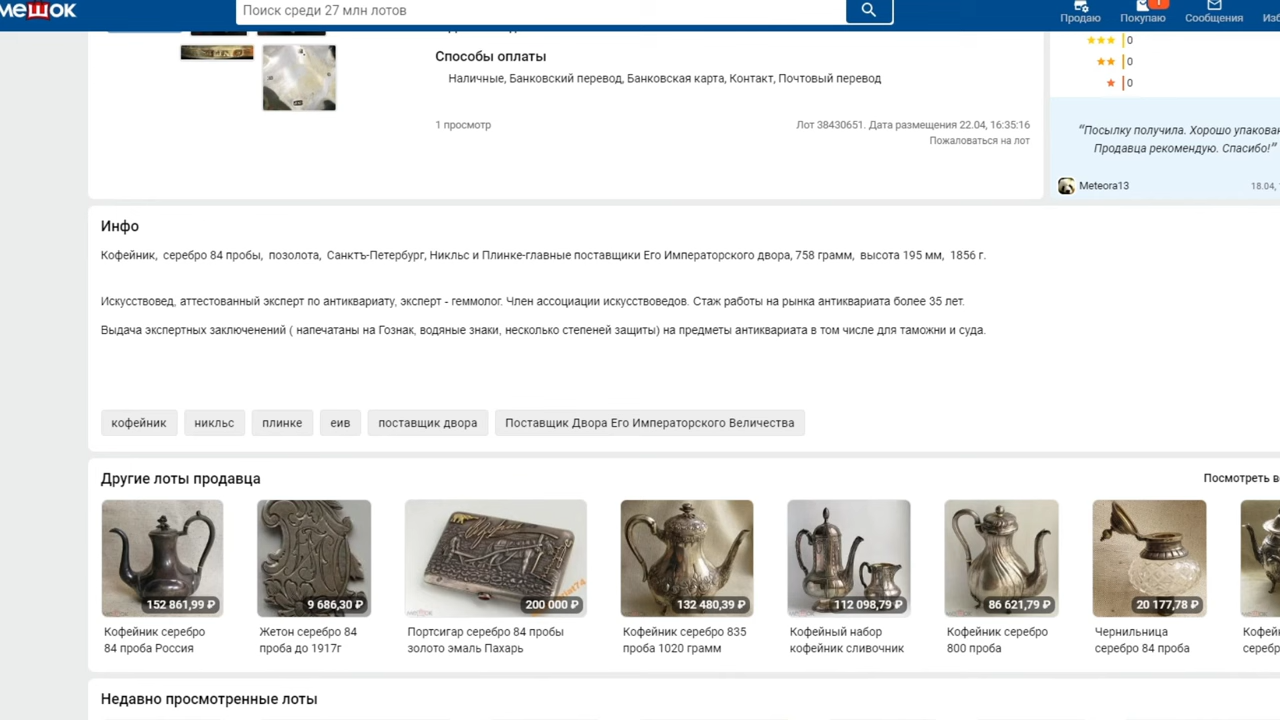 мешок
Поиск среди 27 млн лотов
1
Продаю
Покупаю
Сообщения
Из
0
0
0
Способы оплаты
Наличные, Банковский перевод, Банковская карта, Контакт, Почтовый перевод
1 просмотр
Лот 38430651. Дата размещения 22.04, 16:35:16
Пожаловаться на лот
“Посылку получила. Хорошо упакован
Продавца рекомендую. Спасибо!”
Meteora13
18.04,
Инфо
Кофейник, серебро 84 пробы, позолота, Санктъ-Петербург, Никльс и Плинке-главные поставщики Его Императорского двора, 758 грамм, высота 195 мм, 1856 г.
Искусствовед, аттестованный эксперт по антиквариату, эксперт - геммолог. Член ассоциации искусствоведов. Стаж работы на рынка антиквариата более 35 лет.
Выдача экспертных заключенений ( напечатаны на Гознак, водяные знаки, несколько степеней защиты) на предметы антиквариата в том числе для таможни и суда.
кофейник
никльс
плинке
еив
поставщик двора
Поставщик Двора Его Императорского Величества
Другие лоты продавца
Посмотреть в
152 861,99 ₽
9 686,30 ₽
200 000 ₽
132 480,39 ₽
112 098,79 ₽
86 621,79 ₽
20 177,78 ₽
Кофейник серебро
84 проба Россия
Жетон серебро 84
проба до 1917г
Портсигар серебро 84 пробы
золото эмаль Пахарь
Кофейник серебро 835
проба 1020 грамм
Кофейный набор
кофейник сливочник
Кофейник серебро
800 проба
Чернильница
серебро 84 проба
Кофей
серебр
Недавно просмотренные лоты